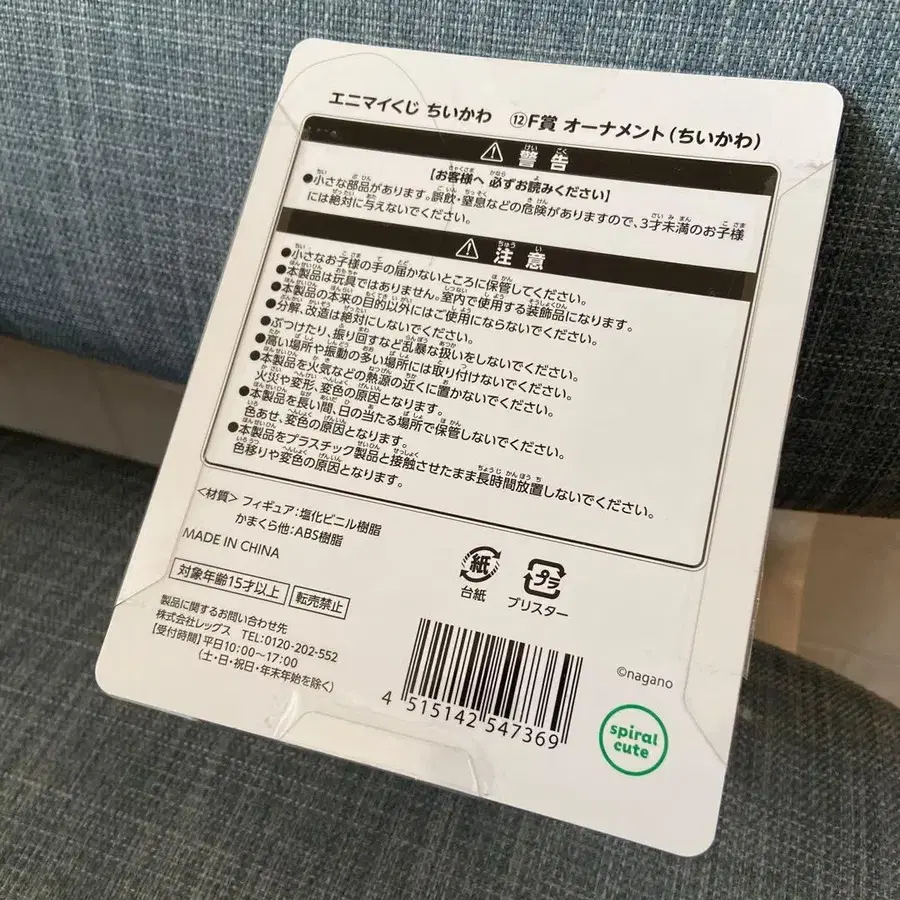 エニマイくじ ちいかわ ⑫F賞 オーナメント(ちいかわ)
⚠ 警告
【お客様へ 必ずお読みください】
●小さな部品があります。誤飲・窒息などの危険がありますので、3才未満のお子様
には絶対に与えないでください。
⚠ 注意
●小さなお子様の手の届かないところに保管してください。
●本製品は玩具ではありません。室内で使用する装飾品になります。
●本製品の本来の目的以外にはご使用にならないでください。
●分解、改造は絶対にしないでください。
●ぶつけたり、振り回すなど乱暴な扱いをしないでください。
●高い場所や振動の多い場所には取り付けないでください。
●本製品を火気などの熱源の近くに置かないでください。
火災や変形、変色の原因となります。
●本製品を長い間、日の当たる場所で保管しないでください。
色あせ、変色の原因となります。
●本製品をプラスチック製品と接触させたまま長時間放置しないでください。
色移りや変色の原因となります。
<材質> フィギュア:塩化ビニル樹脂
かまくら他:ABS樹脂
MADE IN CHINA
対象年齢15才以上 転売禁止
製品に関するお問い合わせ先
株式会社レッグス TEL:0120-202-552
【受付時間】平日10:00~17:00
(土・日・祝日・年末年始を除く)
紙
台紙
プラ
ブリスター
4 515142 547369
©nagano
spiral
cute